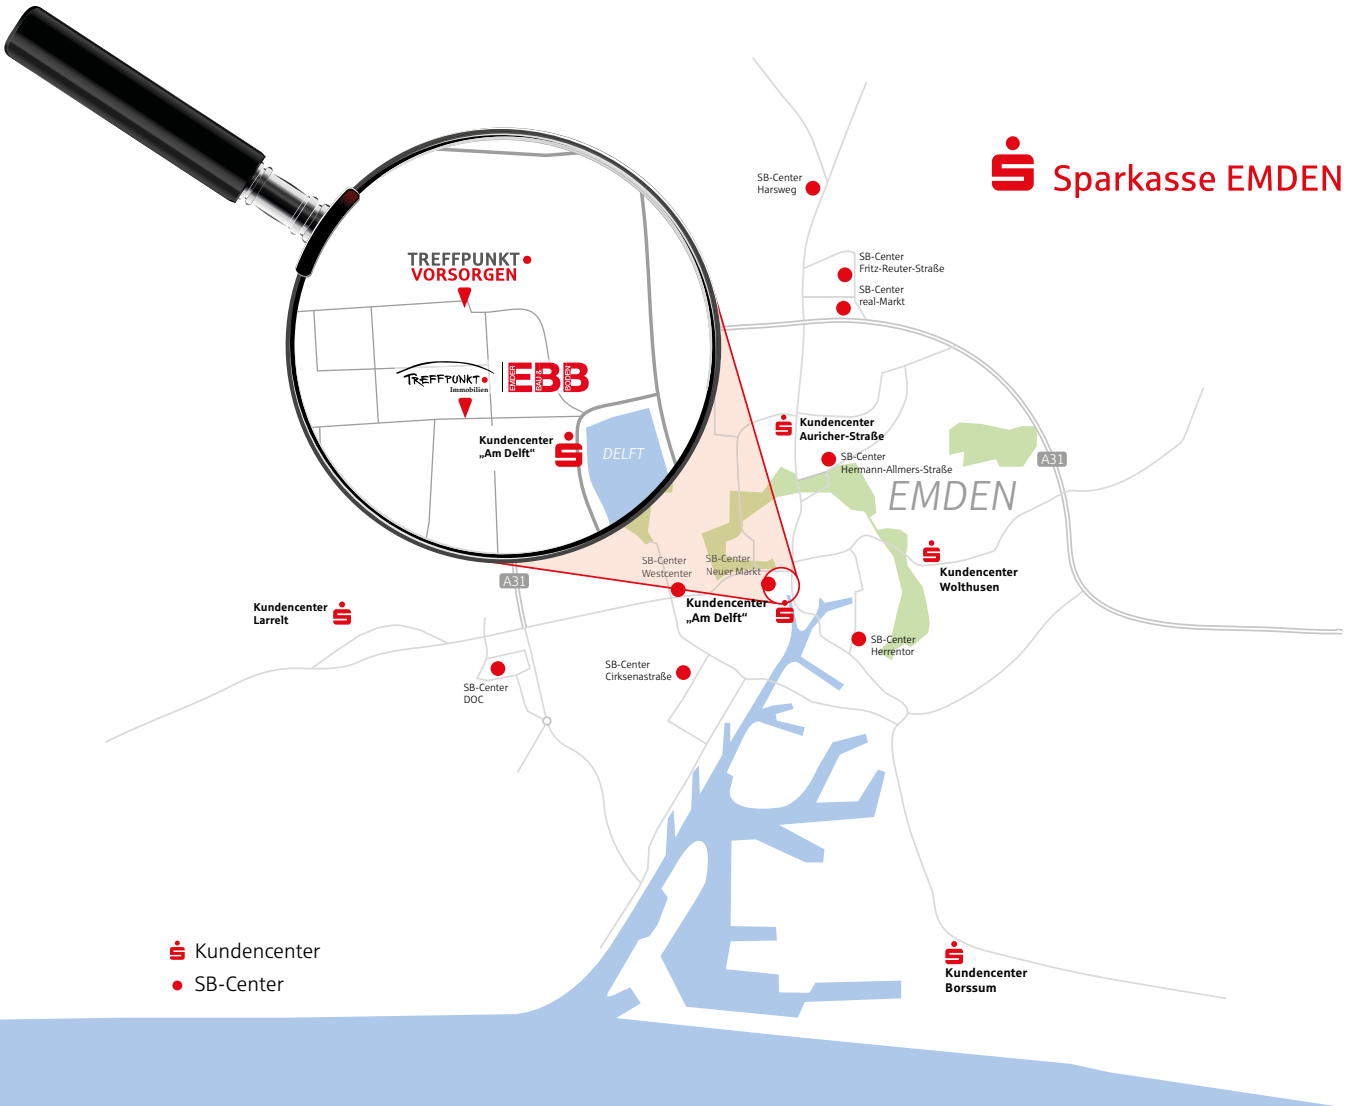 Sparkasse EMDEN
SB-Center
Harsweg
SB-Center
Fritz-Reuter-Straße
SB-Center
real-Markt
TREFFPUNKT
VORSORGEN
TREFFPUNKT
Immobilien
EMDER
BAU &
BODEN
EBB
Kundencenter
„Am Delft“
DELFT
Kundencenter
Auricher-Straße
SB-Center
Hermann-Allmers-Straße
A31
EMDEN
Kundencenter
Wolthusen
SB-Center
Westcenter
SB-Center
Neuer Markt
A31
Kundencenter
„Am Delft“
Kundencenter
Larrelt
SB-Center
Herrentor
SB-Center
Cirksenastraße
SB-Center
DOC
Kundencenter
SB-Center
Kundencenter
Borssum